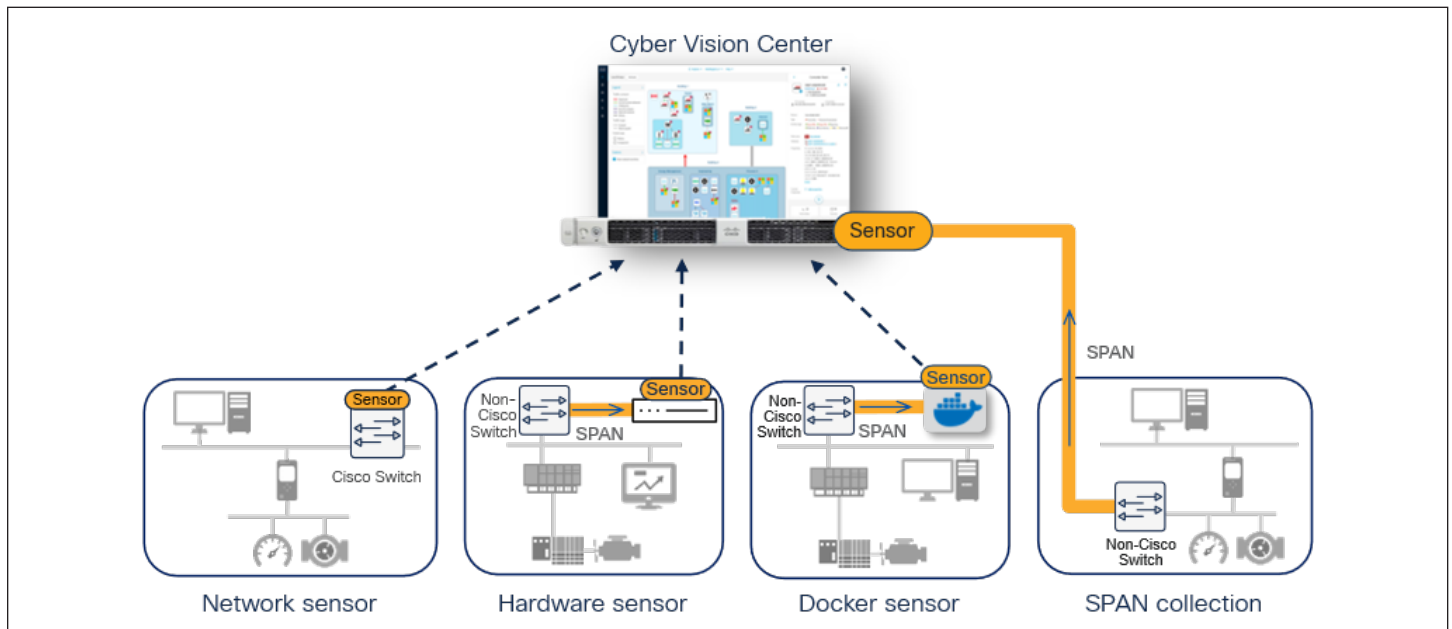 Cyber Vision Center
Sensor
SPAN
Sensor
Cisco Switch
Non-
Cisco
Switch
SPAN
Sensor
Non-
Cisco
Switch
SPAN
Sensor
Non-Cisco
Switch
Network sensor
Hardware sensor
Docker sensor
SPAN collection